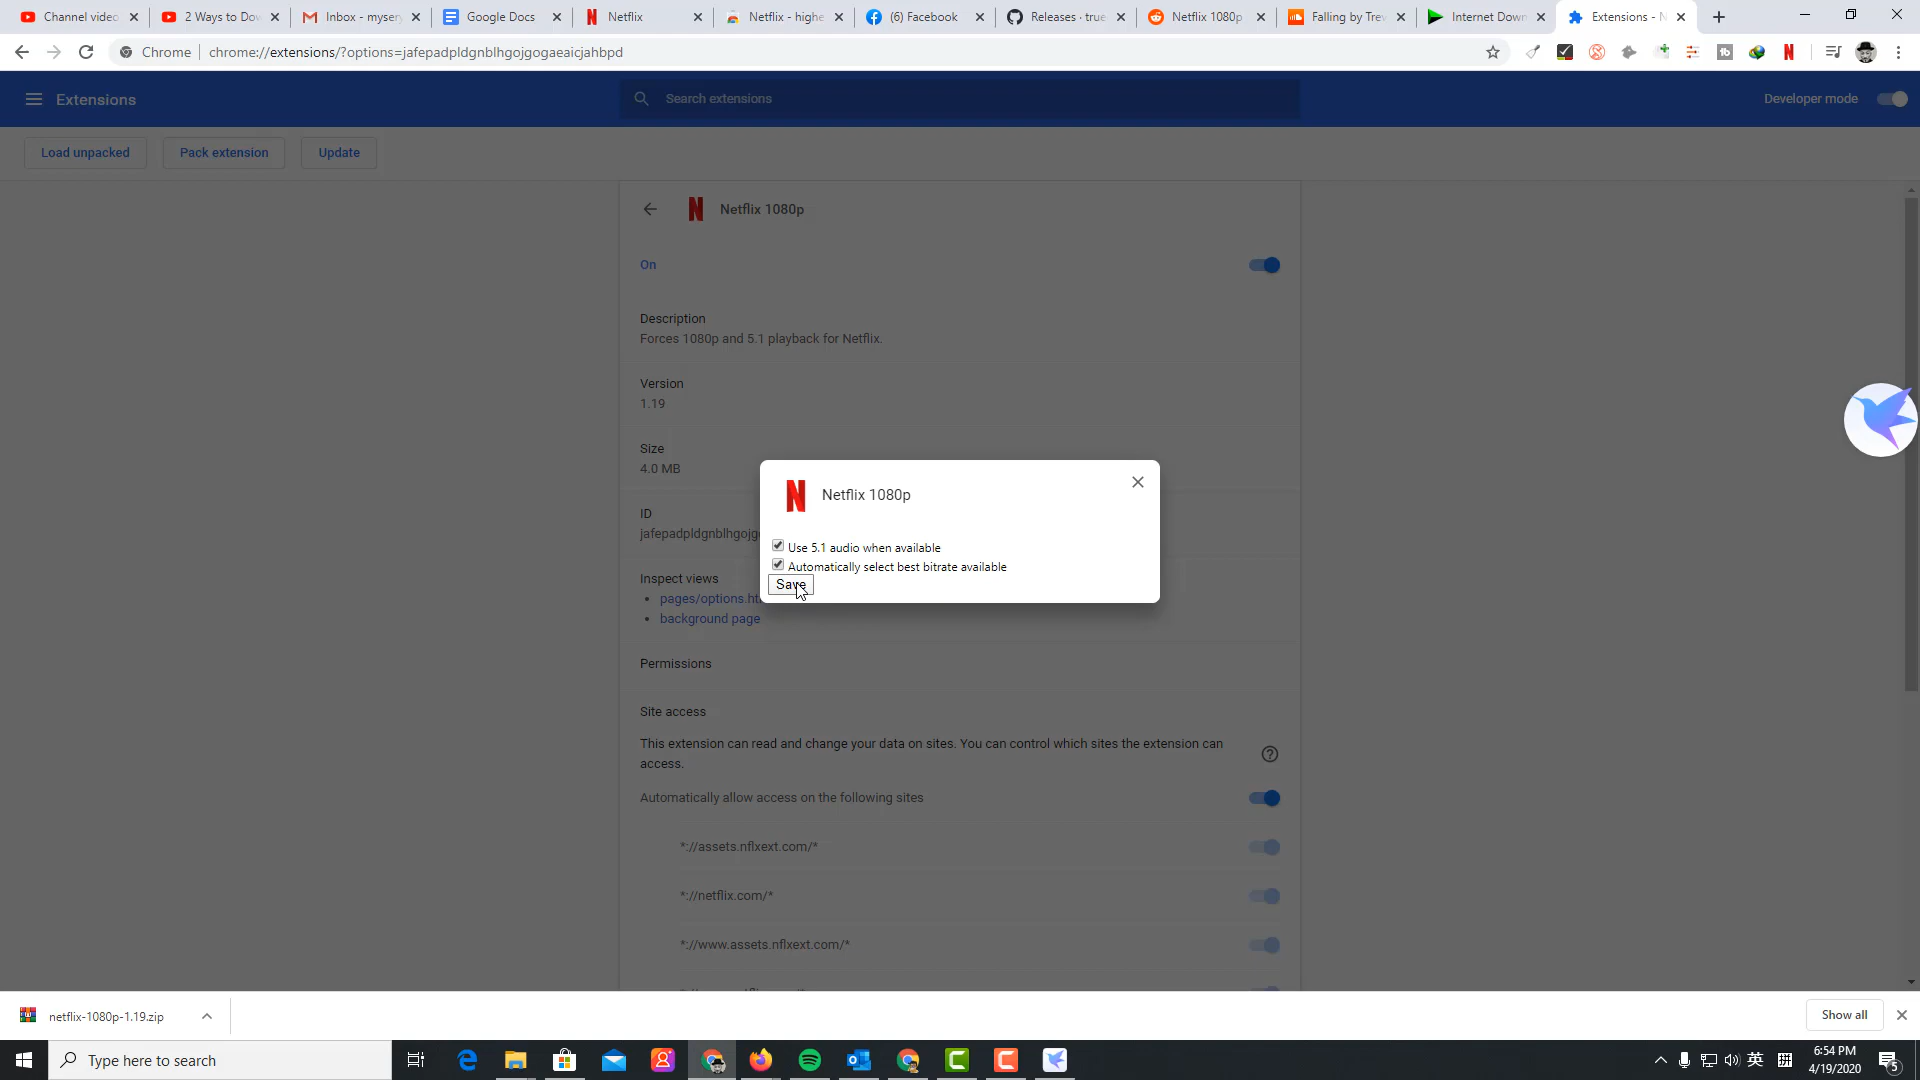 Channel video
2 Ways to Dow
Inbox - mysery
Google Docs
Netflix
Netflix - highe
(6) Facebook
Releases · true
Netflix 1080p
Falling by Trev
Internet Down
Extensions - N
Chrome
chrome://extensions/?options=jafepadpldgnblhgojgogaeaicjahbpd
Extensions
Search extensions
Developer mode
Load unpacked
Pack extension
Update
Netflix 1080p
On
Description
Forces 1080p and 5.1 playback for Netflix.
Version
1.19
Size
4.0 MB
Netflix 1080p
ID
jafepadpldgnblhgojg
Use 5.1 audio when available
Automatically select best bitrate available
Save
Inspect views
pages/options.ht
background page
Permissions
Site access
This extension can read and change your data on sites. You can control which sites the extension can
access.
Automatically allow access on the following sites
*://assets.nflxext.com/*
*://netflix.com/*
*://www.assets.nflxext.com/*
netflix-1080p-1.19.zip
Show all
Type here to search
英
拼
6:54 PM
4/19/2020
5